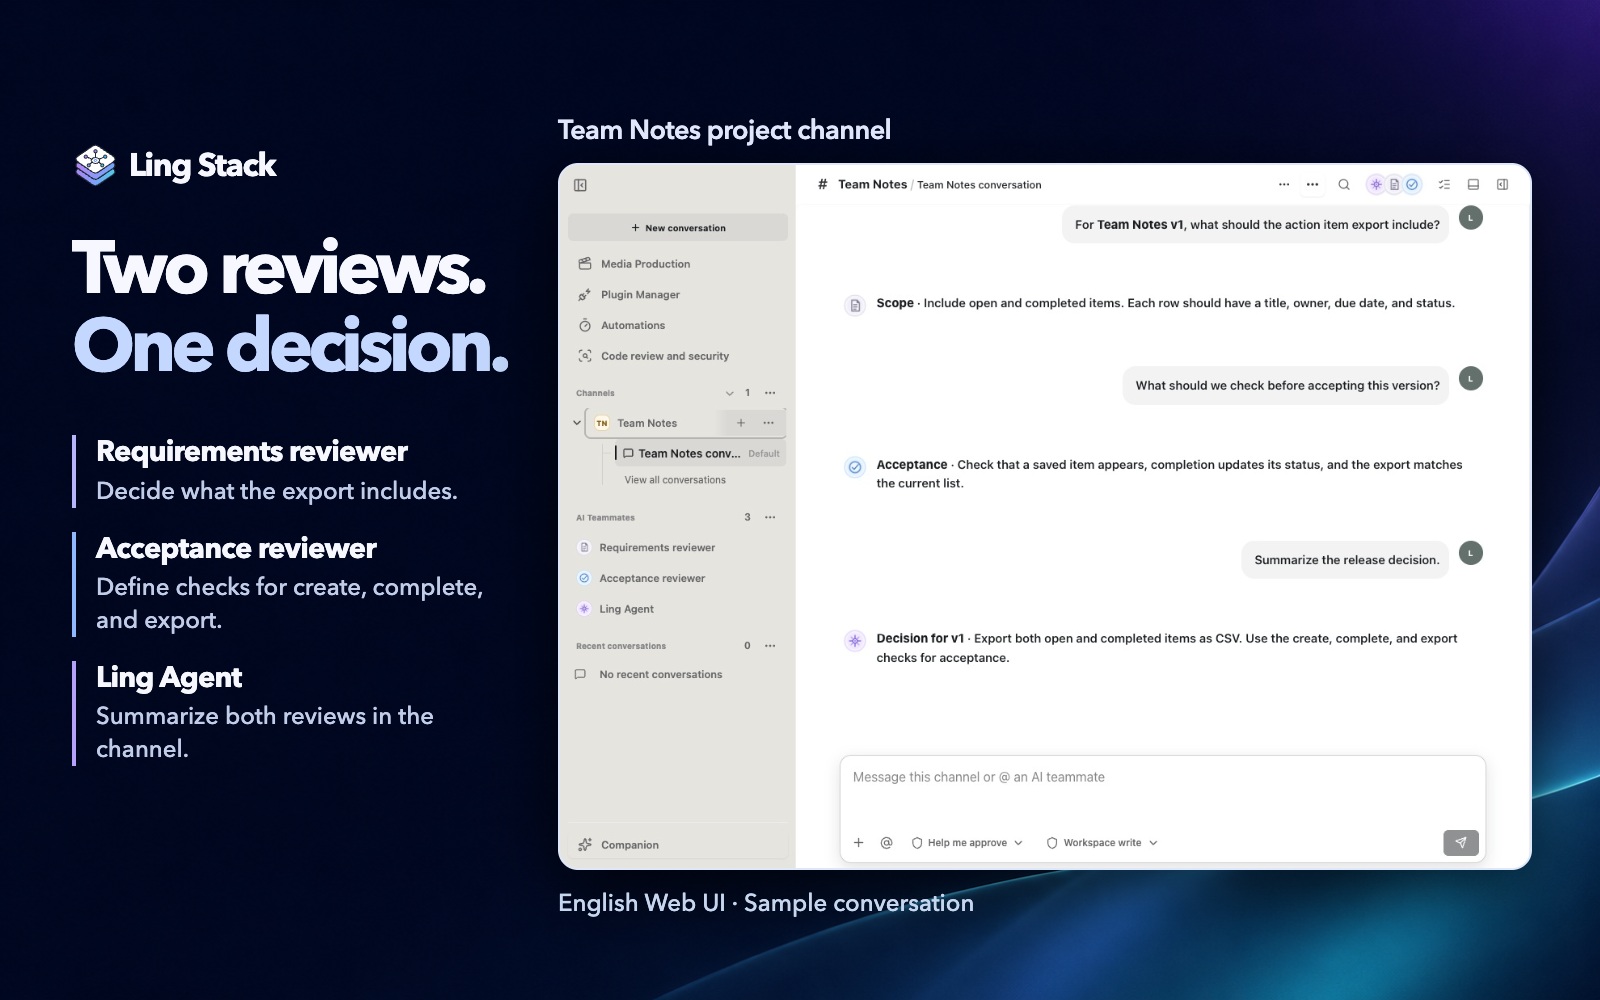 Ling Stack
Two reviews.
One decision.
Requirements reviewer
Decide what the export includes.
Acceptance reviewer
Define checks for create, complete,
and export.
Ling Agent
Summarize both reviews in the
channel.
Team Notes project channel
New conversation
Media Production
Plugin Manager
Automations
Code review and security
Channels 1
TN Team Notes
Team Notes conv... Default
View all conversations
AI Teammates 3
Requirements reviewer
Acceptance reviewer
Ling Agent
Recent conversations 0
No recent conversations
Companion
# Team Notes / Team Notes conversation
For Team Notes v1, what should the action item export include?
L
Scope · Include open and completed items. Each row should have a title, owner, due date, and status.
What should we check before accepting this version?
L
Acceptance · Check that a saved item appears, completion updates its status, and the export matches
the current list.
Summarize the release decision.
L
Decision for v1 · Export both open and completed items as CSV. Use the create, complete, and export
checks for acceptance.
Message this channel or @ an AI teammate
@ Help me approve Workspace write
English Web UI · Sample conversation